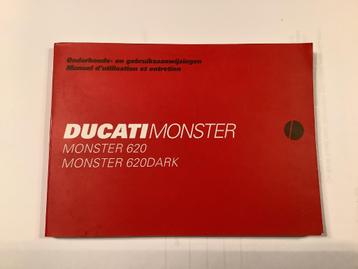 Onderhouds- en gebruiksaanwijzingen
Manuel d'utilisation et entretien
DUCATIMONSTER
MONSTER 620
MONSTER 620DARK